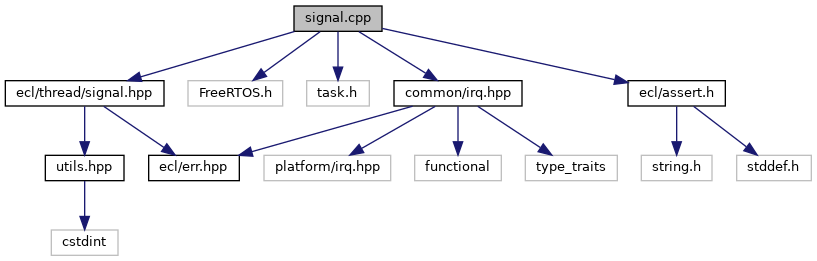 signal.cpp
ecl/thread/signal.hpp
FreeRTOS.h
task.h
common/irq.hpp
ecl/assert.h
utils.hpp
ecl/err.hpp
platform/irq.hpp
functional
type_traits
string.h
stddef.h
cstdint